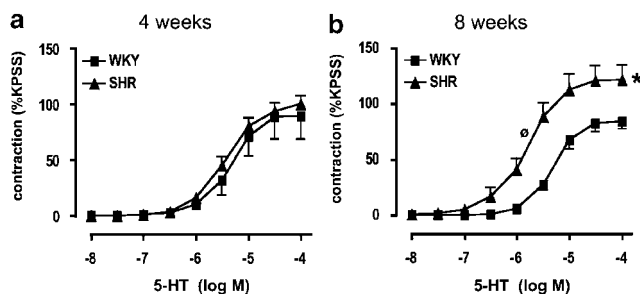 a
4 weeks
contraction (%KPSS)
150
100
50
0
WKY
SHR
-8
-7
-6
-5
-4
5-HT (log M)
b
8 weeks
contraction (%KPSS)
150
100
50
0
WKY
SHR
ø
*
-8
-7
-6
-5
-4
5-HT (log M)